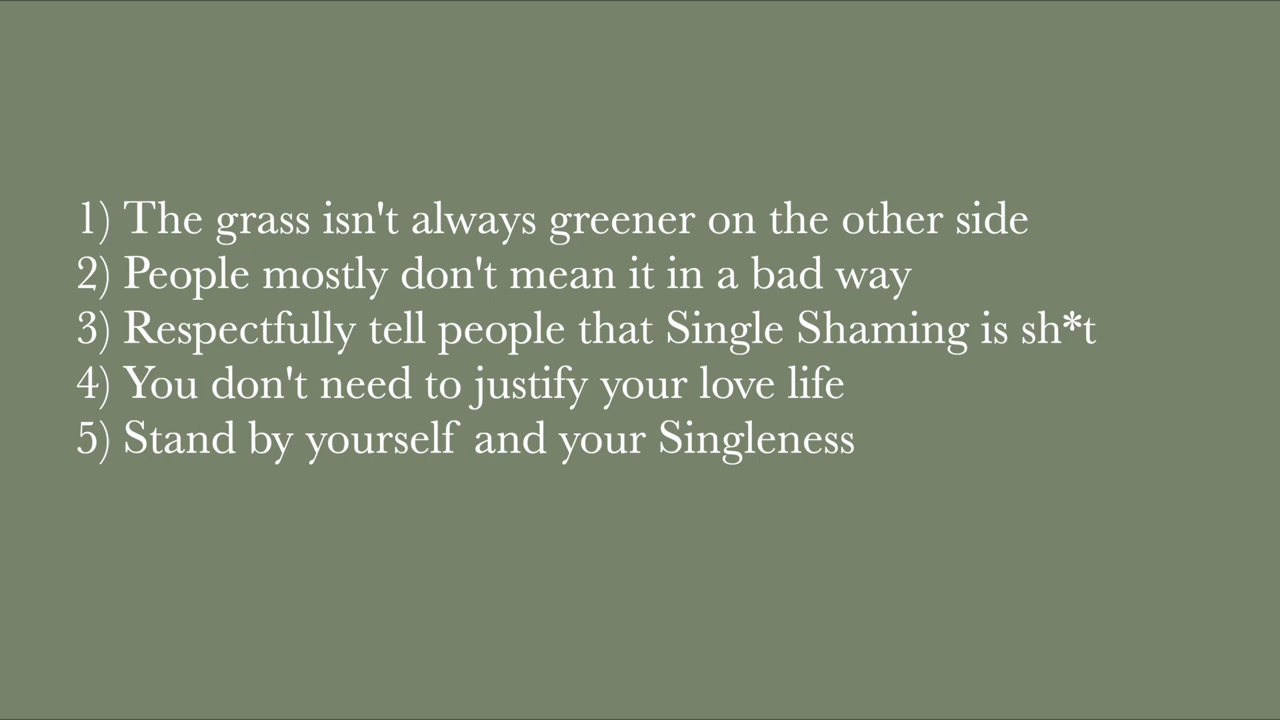 1) The grass isn't always greener on the other side
2) People mostly don't mean it in a bad way
3) Respectfully tell people that Single Shaming is sh*t
4) You don't need to justify your love life
5) Stand by yourself and your Singleness